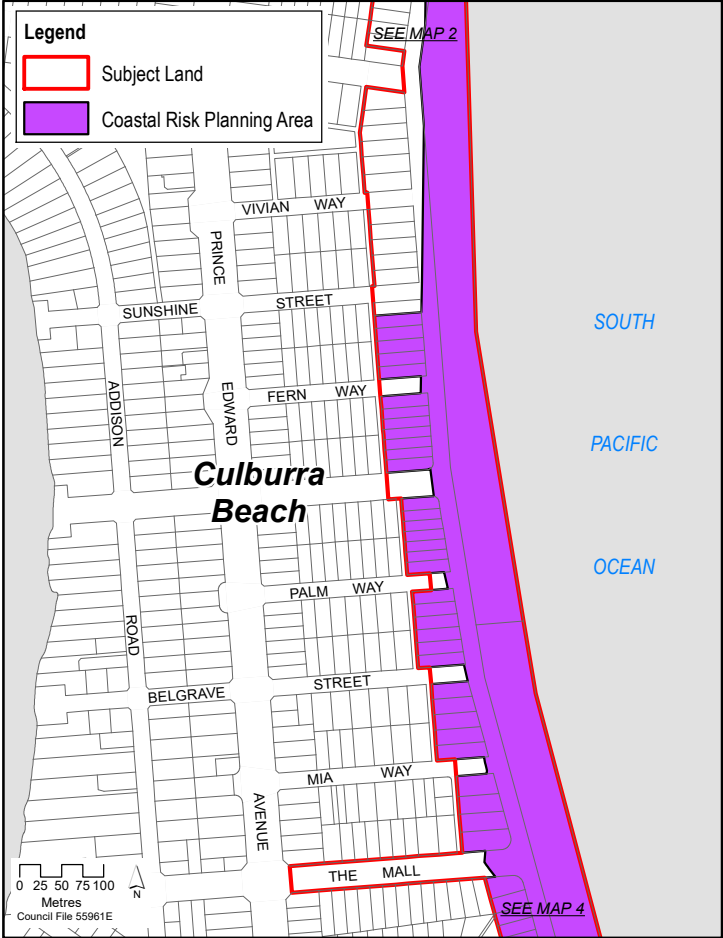 Legend
Subject Land
Coastal Risk Planning Area
SEE MAP 2
VIVIAN WAY
PRINCE
SUNSHINE STREET
SOUTH
ADDISON
EDWARD
FERN WAY
PACIFIC
Culburra
Beach
OCEAN
PALM WAY
ROAD
BELGRAVE STREET
MIA WAY
AVENUE
THE MALL
0 25 50 75 100
Metres
N
Council File 55961E
SEE MAP 4